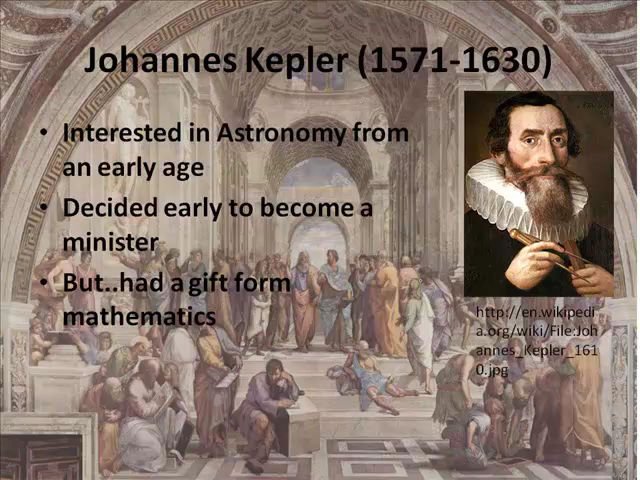 Johannes Kepler (1571-1630)
• Interested in Astronomy from
an early age
• Decided early to become a
minister
• But..had a gift form
mathematics
http://en.wikipedi
a.org/wiki/File:Joh
annes_Kepler_161
0.jpg